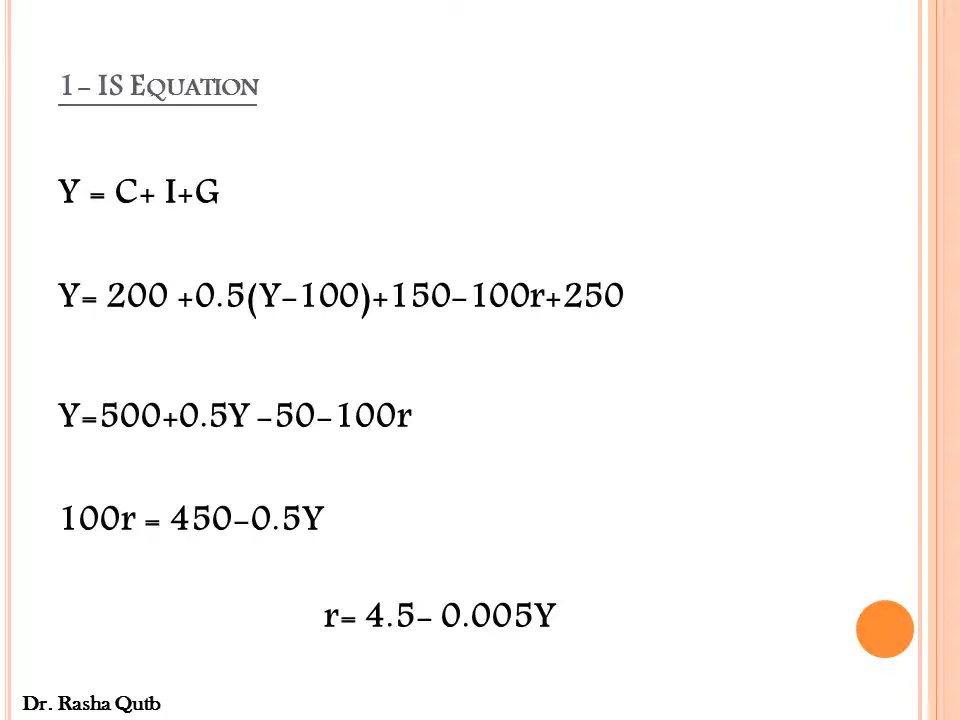 1- IS EQUATION
Y = C+ I+G
Y= 200 +0.5(Y-100)+150-100r+250
Y=500+0.5Y -50-100r
100r = 450-0.5Y
r= 4.5- 0.005Y
Dr. Rasha Qutb